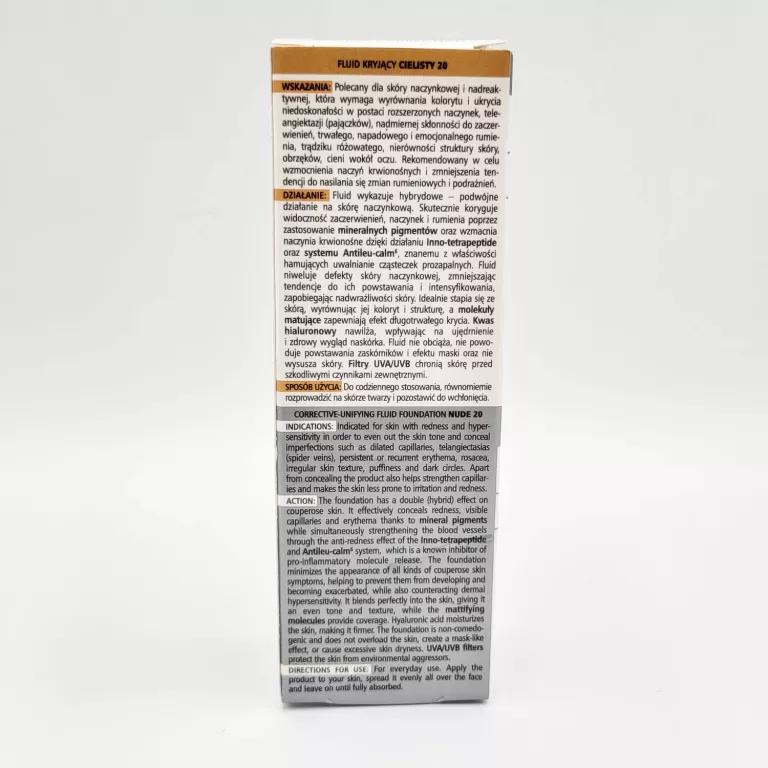 FLUID KRYJĄCY CIELISTY 20
WSKAZANIA: Polecany dla skóry naczynkowej i nadreak-
tywnej, która wymaga wyrównania kolorytu i ukrycia
niedoskonałości w postaci rozszerzonych naczynek, tele-
angiektazji (pajączków), nadmiernej skłonności do zaczer-
wienień, trwałego, napadowego i emocjonalnego rumie-
nia, trądziku różowatego, nierówności struktury skóry,
obrzęków, cieni wokół oczu. Rekomendowany w celu
wzmocnienia naczyń krwionośnych i zmniejszenia ten-
dencji do nasilania się zmian rumieniowych i podrażnień.
DZIAŁANIE: Fluid wykazuje hybrydowe – podwójne
działanie na skórę naczynkową. Skutecznie koryguje
widoczność zaczerwienień, naczynek i rumienia poprzez
zastosowanie mineralnych pigmentów oraz wzmacnia
naczynia krwionośne dzięki działaniu Inno-tetrapeptide
oraz systemu Antileu-calm⁶, znanemu z właściwości
hamujących uwalnianie cząsteczek prozapalnych. Fluid
niweluje defekty skóry naczynkowej, zmniejszając
tendencje do ich powstawania i intensyfikowania,
zapobiegając nadwrażliwości skóry. Idealnie stapia się ze
skórą, wyrównując jej koloryt i strukturę, a molekuły
matujące zapewniają efekt długotrwałego krycia. Kwas
hialuronowy nawilża, wpływając na ujędrnienie
i zdrowy wygląd naskórka. Fluid nie obciąża, nie powo-
duje powstawania zaskórników i efektu maski oraz nie
wysusza skóry. Filtry UVA/UVB chronią skórę przed
szkodliwymi czynnikami zewnętrznymi.
SPOSÓB UŻYCIA: Do codziennego stosowania, równomiernie
rozprowadzić na skórze twarzy i pozostawić do wchłonięcia.
CORRECTIVE-UNIFYING FLUID FOUNDATION NUDE 20
INDICATIONS: Indicated for skin with redness and hyper-
sensitivity in order to even out the skin tone and conceal
imperfections such as dilated capillaries, telangiectasias
(spider veins), persistent or recurrent erythema, rosacea,
irregular skin texture, puffiness and dark circles. Apart
from concealing the product also helps strengthen capillar-
ies and makes the skin less prone to irritation and redness.
ACTION: The foundation has a double (hybrid) effect on
couperose skin. It effectively conceals redness, visible
capillaries and erythema thanks to mineral pigments
while simultaneously strengthening the blood vessels
through the anti-redness effect of the Inno-tetrapeptide
and Antileu-calm⁶ system, which is a known inhibitor of
pro-inflammatory molecule release. The foundation
minimizes the appearance of all kinds of couperose skin
symptoms, helping to prevent them from developing and
becoming exacerbated, while also counteracting dermal
hypersensitivity. It blends perfectly into the skin, giving it
an even tone and texture, while the mattifying
molecules provide coverage. Hyaluronic acid moisturizes
the skin, making it firmer. The foundation is non-comedo-
genic and does not overload the skin, create a mask-like
effect, or cause excessive skin dryness. UVA/UVB filters
protect the skin from environmental aggressors.
DIRECTIONS FOR USE: For everyday use. Apply the
product to your skin, spread it evenly all over the face
and leave on until fully absorbed.